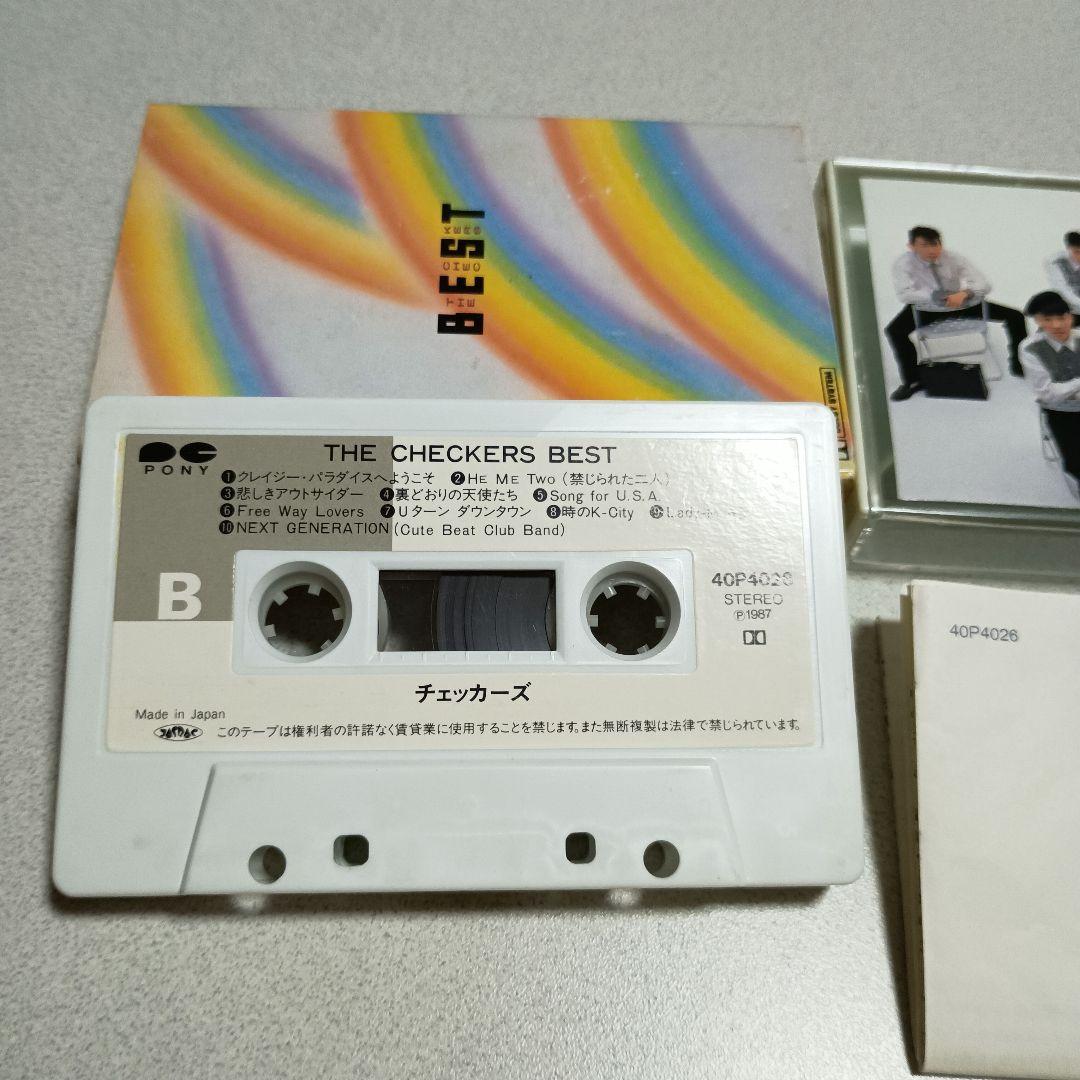 BEST
THE CHECKERS
PONY
THE CHECKERS BEST
❶クレイジー・パラダイスへようこそ ❷HE ME TWO (禁じられた二人)
❸悲しきアウトサイダー ❹裏どおりの天使たち ❺Song for U.S.A.
❻Free Way Lovers ❼Uターン ダウンタウン ❽時のK-City ❾
❿NEXT GENERATION (Cute Beat Club Band)
B
40P4026
STEREO
Ⓟ1987
チェッカーズ
Made in Japan
JASRAC
このテープは権利者の許諾なく賃貸業に使用することを禁じます。また無断複製は法律で禁じられています。
40P4026